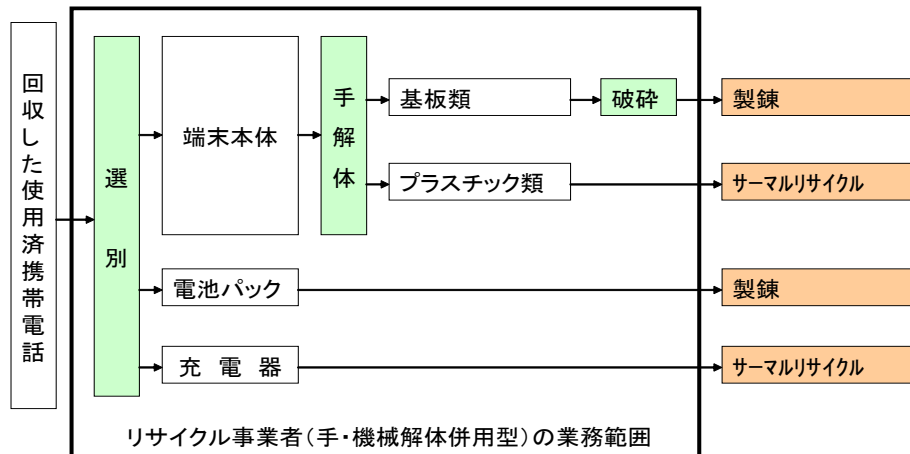 回収した使用済携帯電話
選別
端末本体
手解体
基板類
破砕
製錬
プラスチック類
サーマルリサイクル
電池パック
製錬
充電器
サーマルリサイクル
リサイクル事業者(手・機械解体併用型)の業務範囲